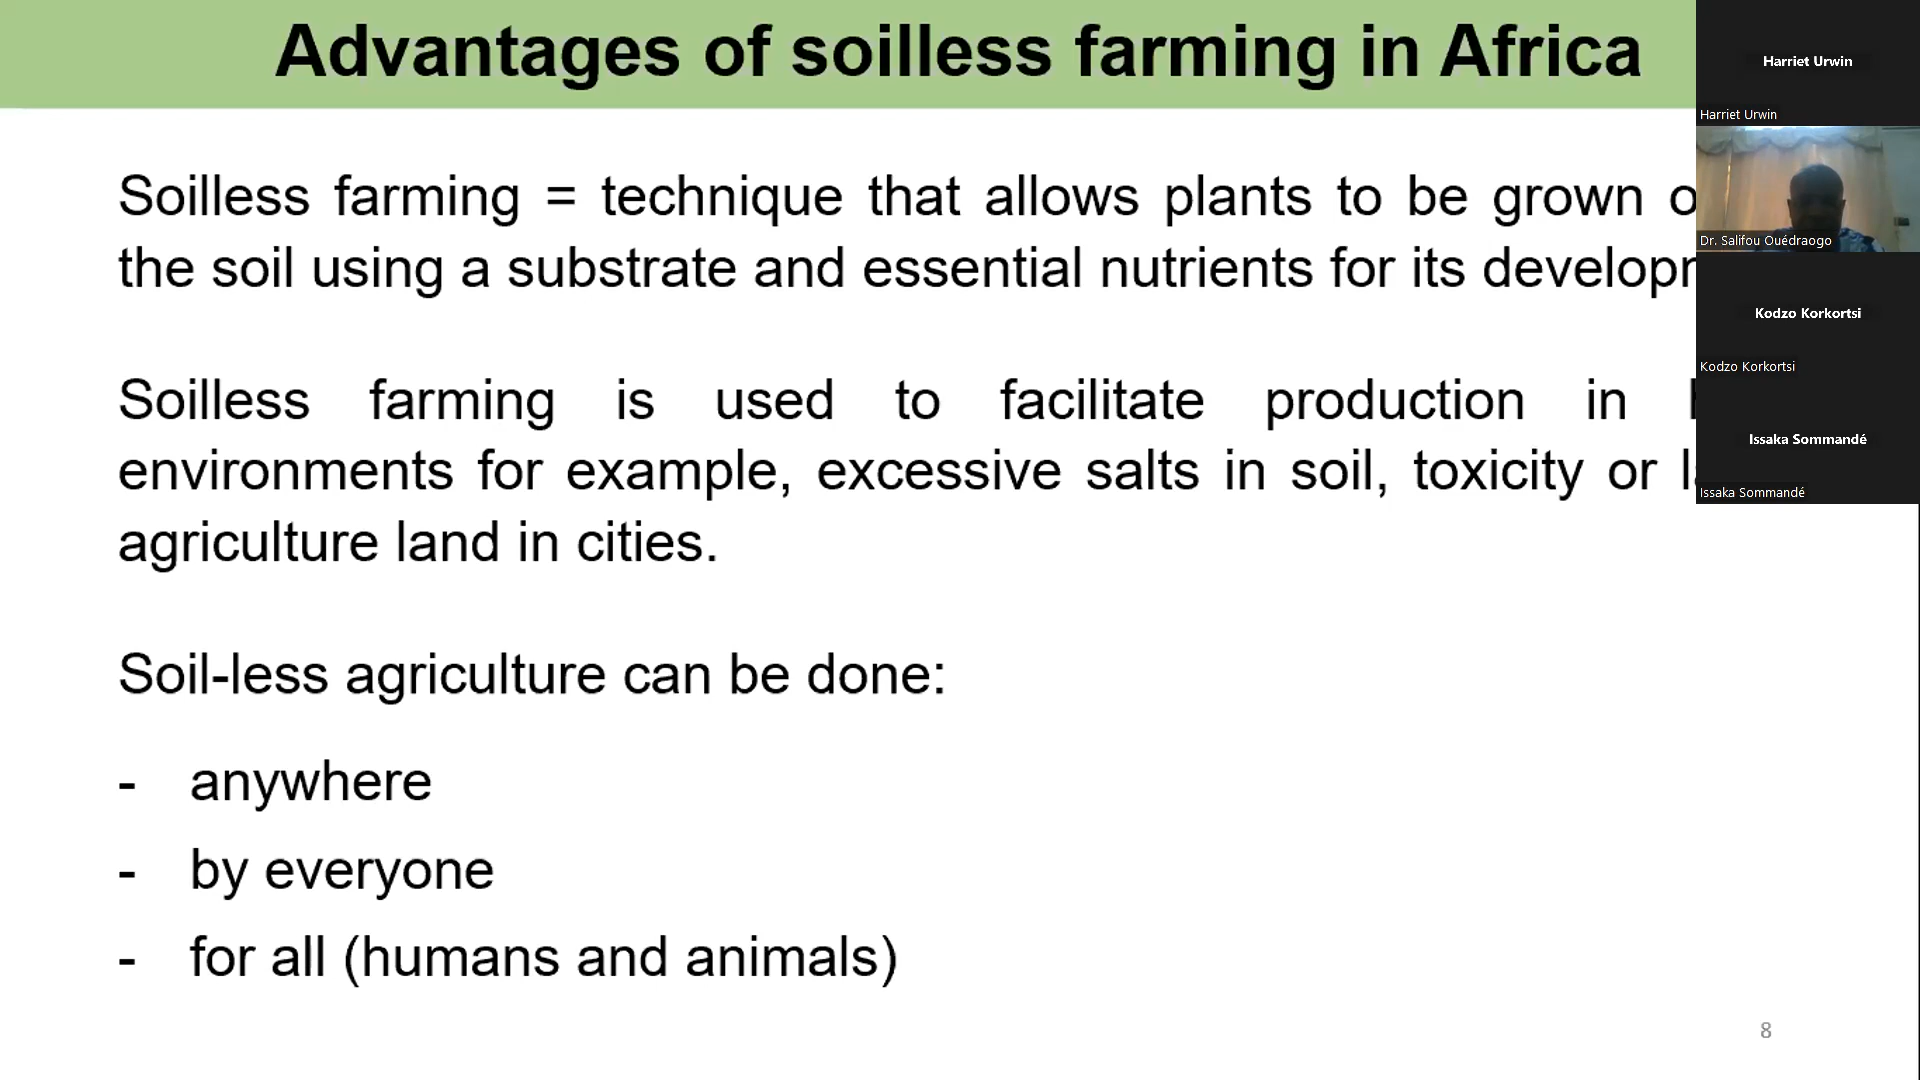 Advantages of soilless farming in Africa
Soilless farming = technique that allows plants to be grown
the soil using a substrate and essential nutrients for its
Soilless farming is used to facilitate production in
environments for example, excessive salts in soil, toxicity or
agriculture land in cities.
Soil-less agriculture can be done:
- anywhere
- by everyone
- for all (humans and animals)
8
Harriet Urwin
Harriet Urwin
Dr. Salifou Ouédraogo
Kodzo Korkortsi
Kodzo Korkortsi
Issaka Sommandé
Issaka Sommandé